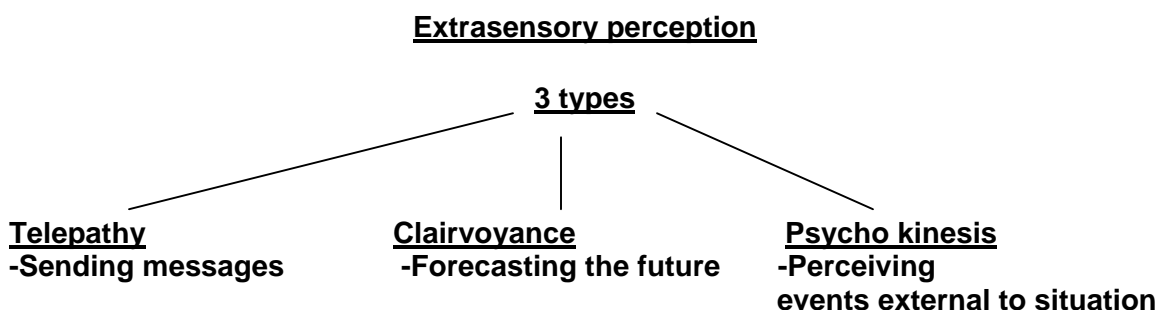 Extrasensory perception
3 types
Telepathy
-Sending messages
Clairvoyance
-Forecasting the future
Psycho kinesis
-Perceiving
events external to situation